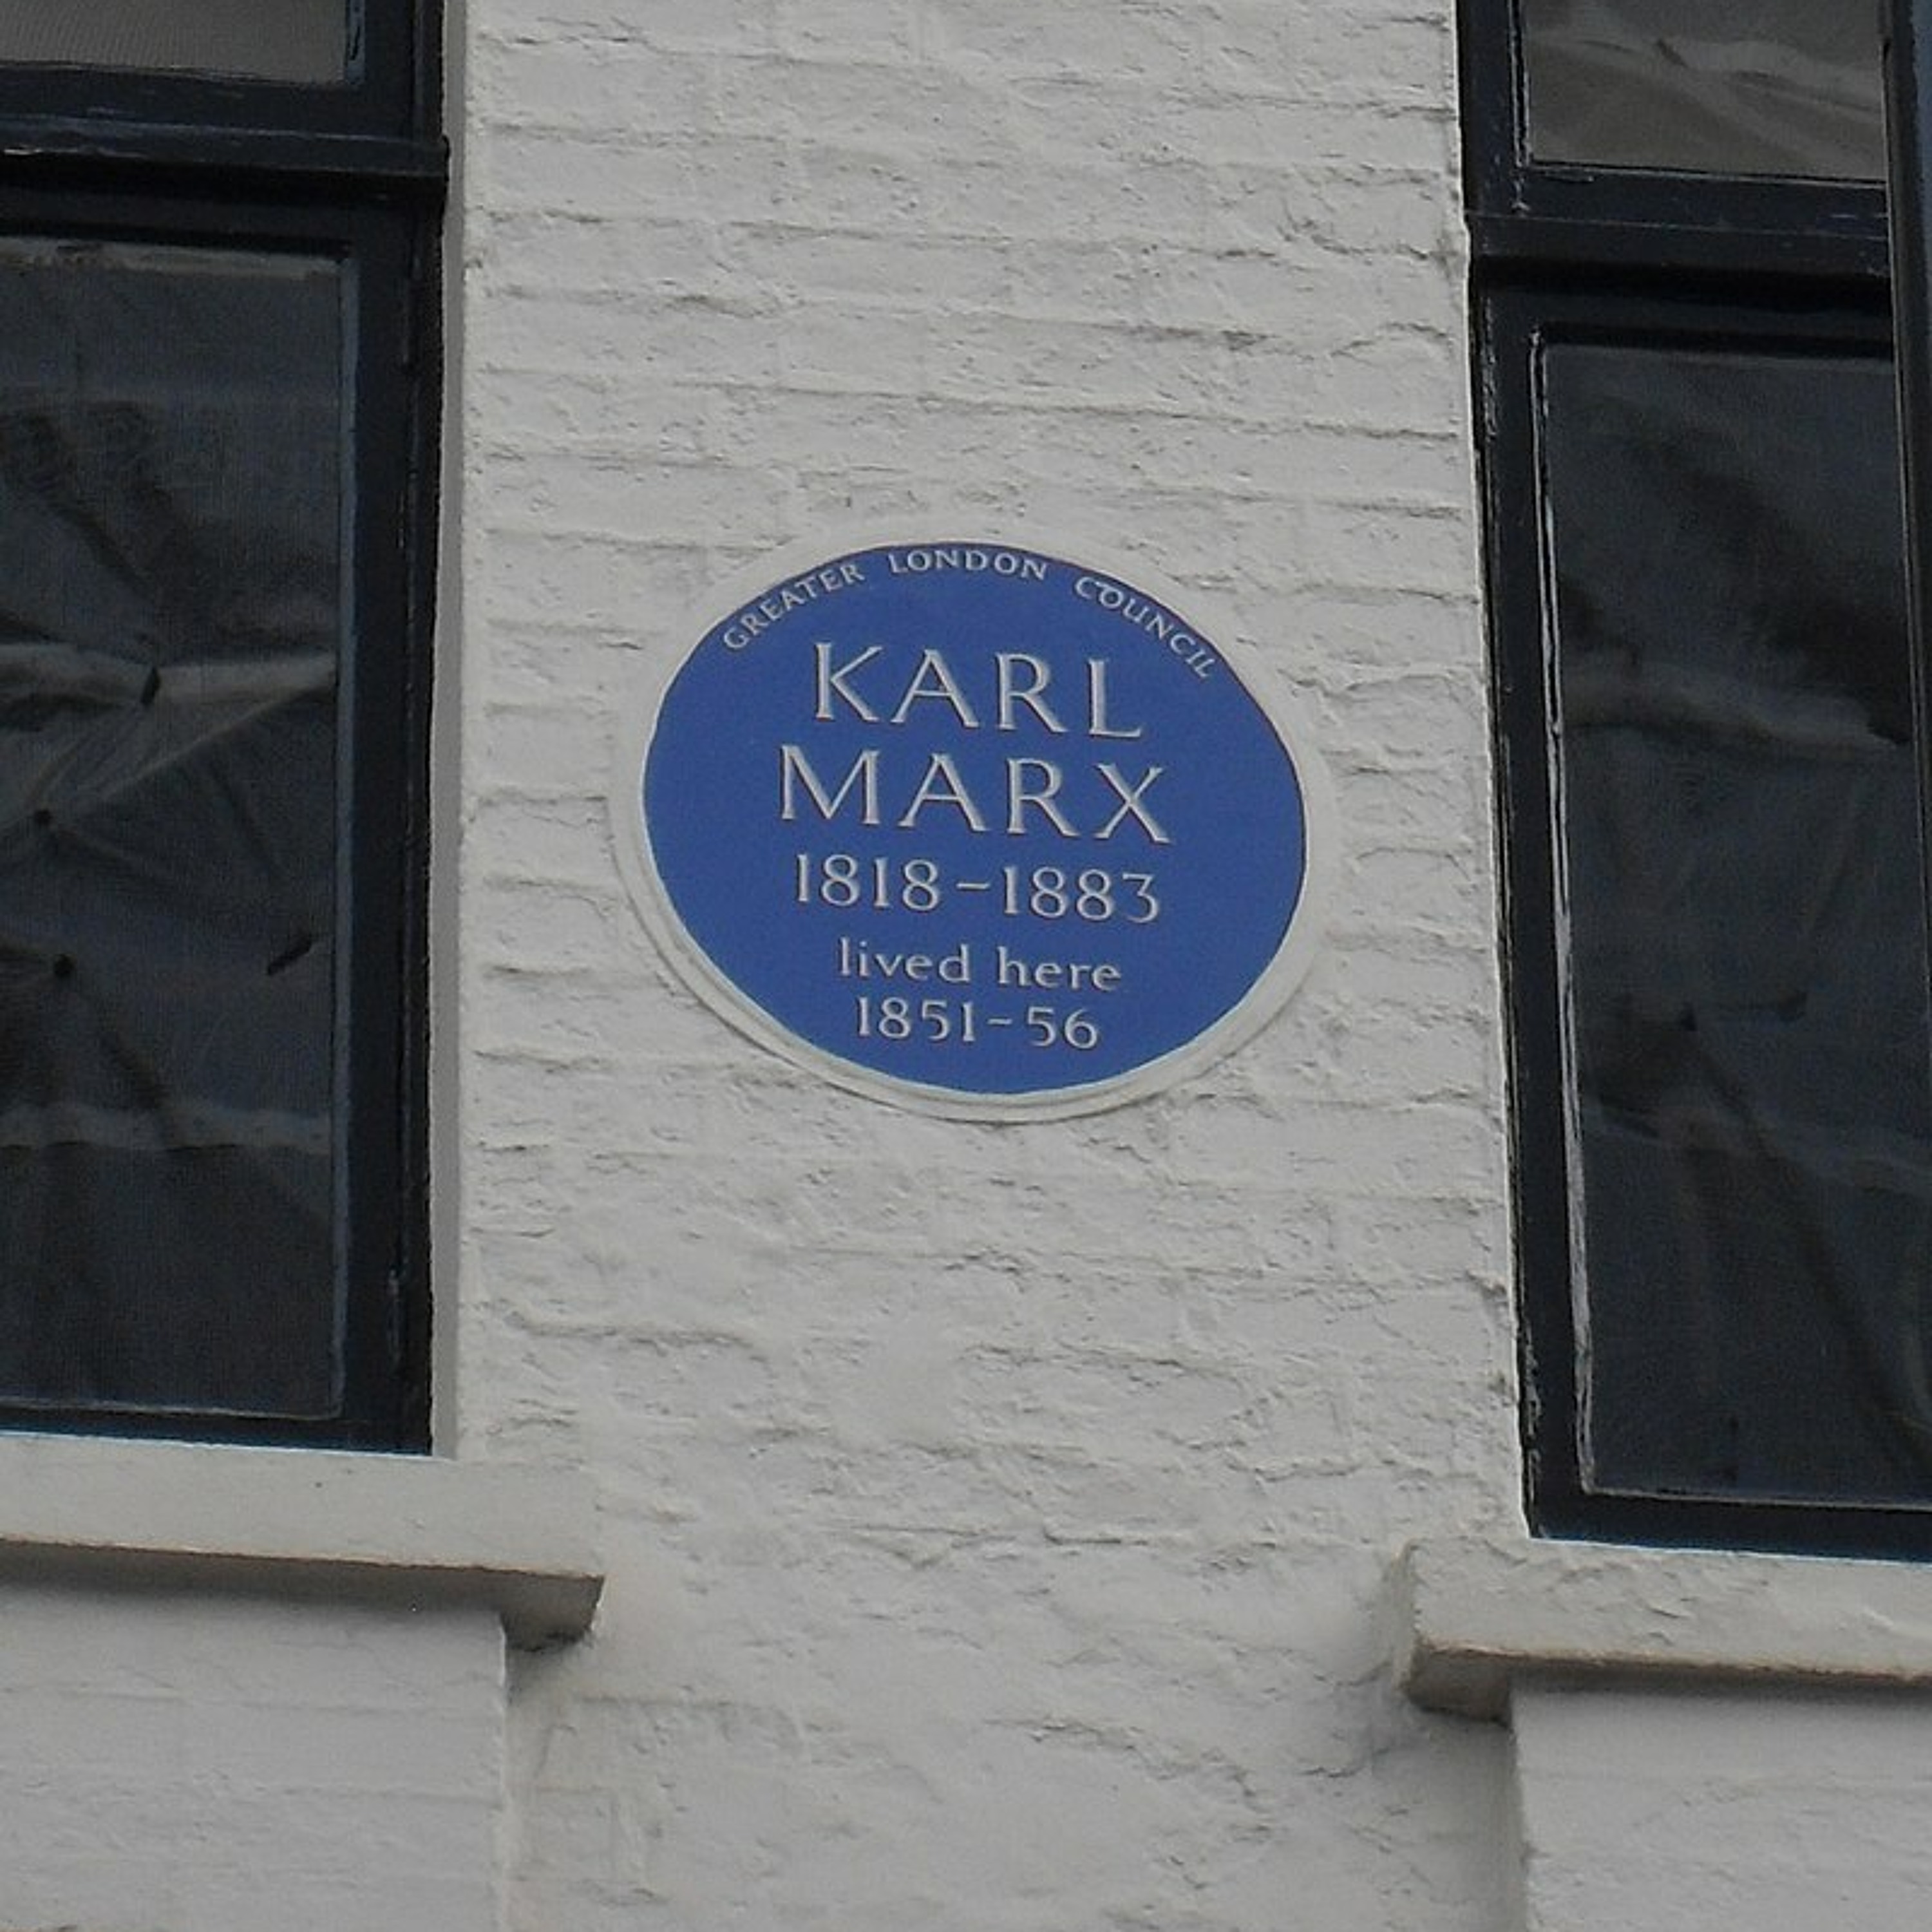 GREATER LONDON COUNCIL
KARL
MARX
1818-1883
lived here
1851-56